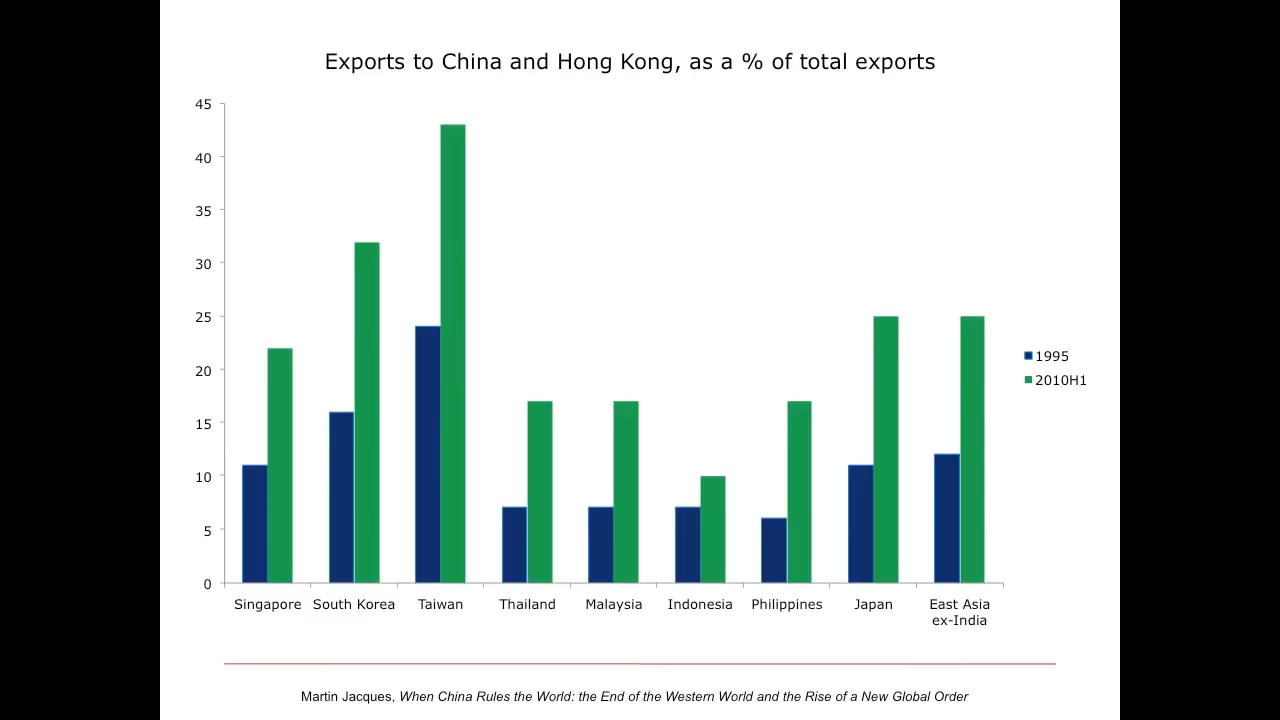 Exports to China and Hong Kong, as a % of total exports
45
40
35
30
25
20
15
10
5
0
Singapore South Korea Taiwan Thailand Malaysia Indonesia Philippines Japan East Asia
ex-India
1995
2010H1
Martin Jacques, When China Rules the World: the End of the Western World and the Rise of a New Global Order